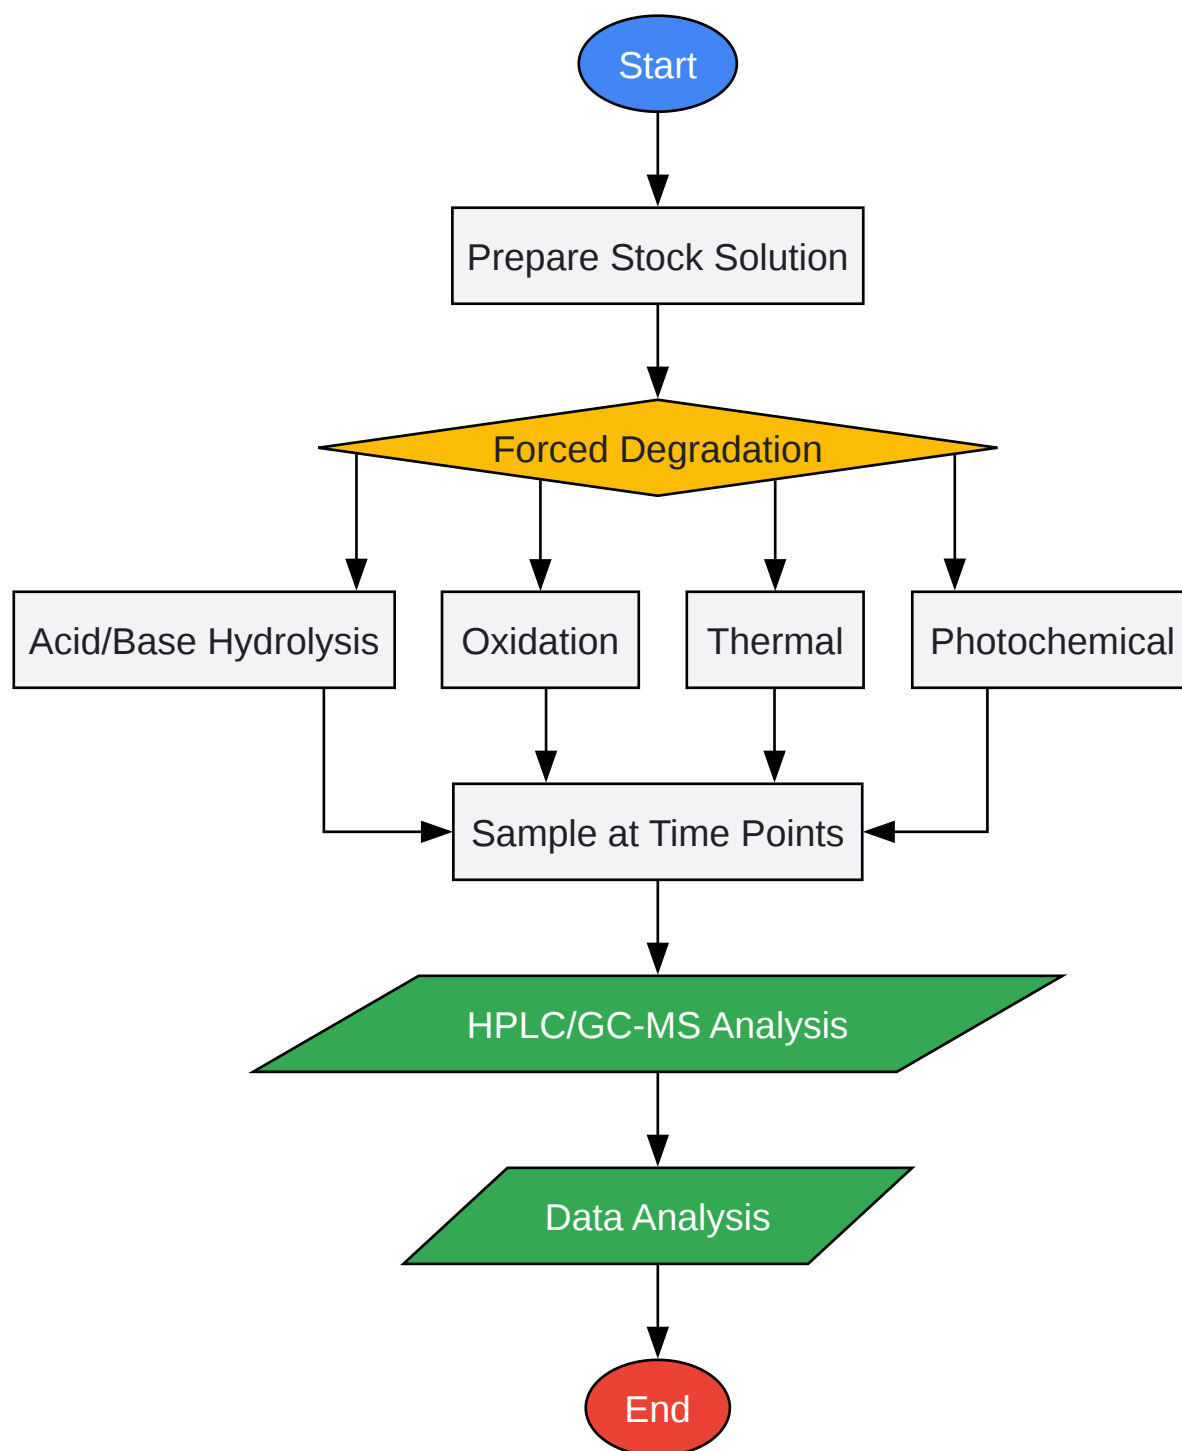 Start
Prepare Stock Solution
Forced Degradation
Acid/Base Hydrolysis
Oxidation
Thermal
Photochemical
Sample at Time Points
HPLC/GC-MS Analysis
Data Analysis
End